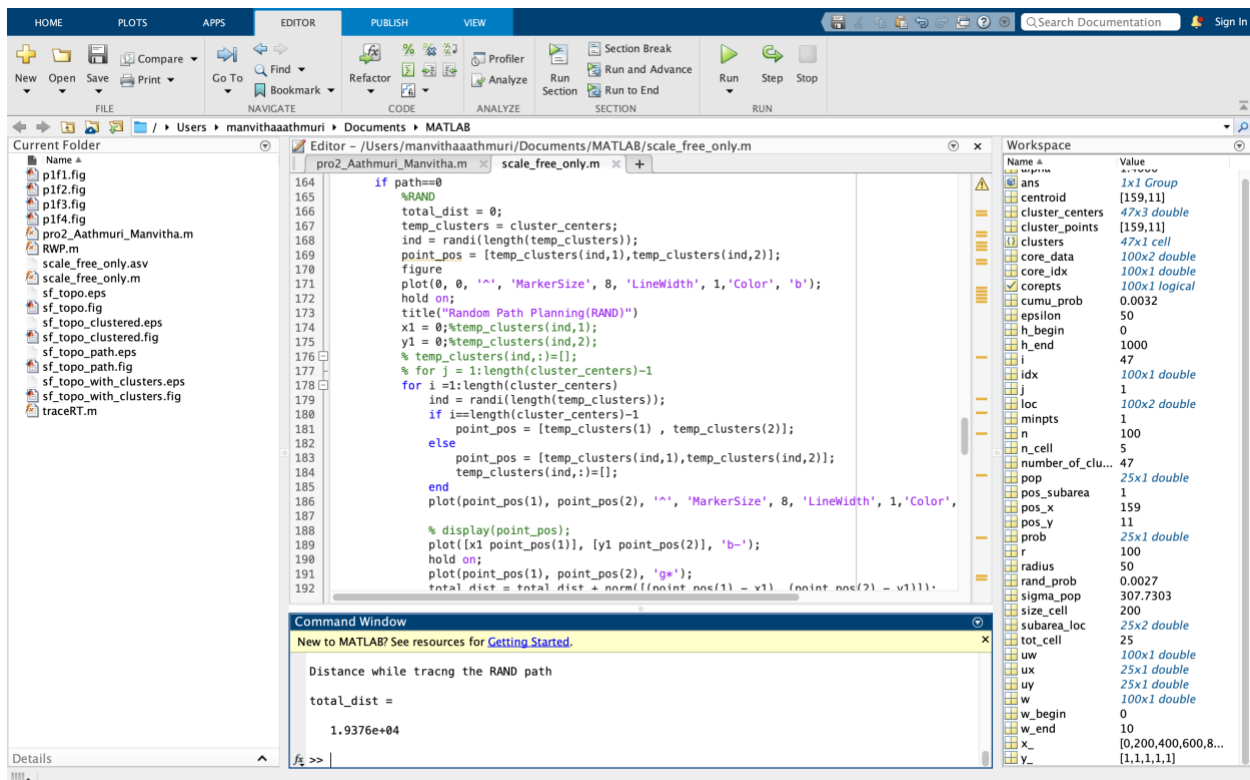 HOME PLOTS APPS EDITOR PUBLISH VIEW Search Documentation Sign In
New Open Save Compare Print Go To Find Bookmark Refactor Profiler Analyze Run Section Section Break Run and Advance Run to End Run Step Stop
FILE NAVIGATE CODE ANALYZE SECTION RUN
/ Users manvithaaathmuri Documents MATLAB
Current Folder
Name
p1f1.fig
p1f2.fig
p1f3.fig
p1f4.fig
pro2_Aathmuri_Manvitha.m
RWP.m
scale_free_only.asv
scale_free_only.m
sf_topo.eps
sf_topo.fig
sf_topo_clustered.eps
sf_topo_clustered.fig
sf_topo_path.eps
sf_topo_path.fig
sf_topo_with_clusters.eps
sf_topo_with_clusters.fig
traceRT.m
Details
Editor – /Users/manvithaaathmuri/Documents/MATLAB/scale_free_only.m
pro2_Aathmuri_Manvitha.m scale_free_only.m +
164 if path==0
165 %RAND
166 total_dist = 0;
167 temp_clusters = cluster_centers;
168 ind = randi(length(temp_clusters));
169 point_pos = [temp_clusters(ind,1),temp_clusters(ind,2)];
170 figure
171 plot(0, 0, '^', 'MarkerSize', 8, 'LineWidth', 1,'Color', 'b');
172 hold on;
173 title("Random Path Planning(RAND)")
174 x1 = 0;%temp_clusters(ind,1);
175 y1 = 0;%temp_clusters(ind,2);
176 % temp_clusters(ind,:)=[];
177 % for j = 1:length(cluster_centers)-1
178 for i =1:length(cluster_centers)
179 ind = randi(length(temp_clusters));
180 if i==length(cluster_centers)-1
181 point_pos = [temp_clusters(1) , temp_clusters(2)];
182 else
183 point_pos = [temp_clusters(ind,1),temp_clusters(ind,2)];
184 temp_clusters(ind,:)=[];
185 end
186 plot(point_pos(1), point_pos(2), '^', 'MarkerSize', 8, 'LineWidth', 1,'Color',
187
188 % display(point_pos);
189 plot([x1 point_pos(1)], [y1 point_pos(2)], 'b-');
190 hold on;
191 plot(point_pos(1), point_pos(2), 'g*');
192 total_dist = total_dist + norm([(point_pos(1) - x1), (point_pos(2) - y1)]);
Command Window
New to MATLAB? See resources for Getting Started.
Distance while tracng the RAND path
total_dist =
1.9376e+04
fx >>
Workspace
Name Value
alpha 1.4000
ans 1x1 Group
centroid [159,11]
cluster_centers 47x3 double
cluster_points [159,11]
clusters 47x1 cell
core_data 100x2 double
core_idx 100x1 double
corepts 100x1 logical
cumu_prob 0.0032
epsilon 50
h_begin 0
h_end 1000
i 47
idx 100x1 double
j 1
loc 100x2 double
minpts 1
n 100
n_cell 5
number_of_clu... 47
pop 25x1 double
pos_subarea 1
pos_x 159
pos_y 11
prob 25x1 double
r 100
radius 50
rand_prob 0.0027
sigma_pop 307.7303
size_cell 200
subarea_loc 25x2 double
tot_cell 25
uw 100x1 double
ux 25x1 double
uy 25x1 double
w 100x1 double
w_begin 0
w_end 10
x_ [0,200,400,600,8...
y_ [1,1,1,1,1]